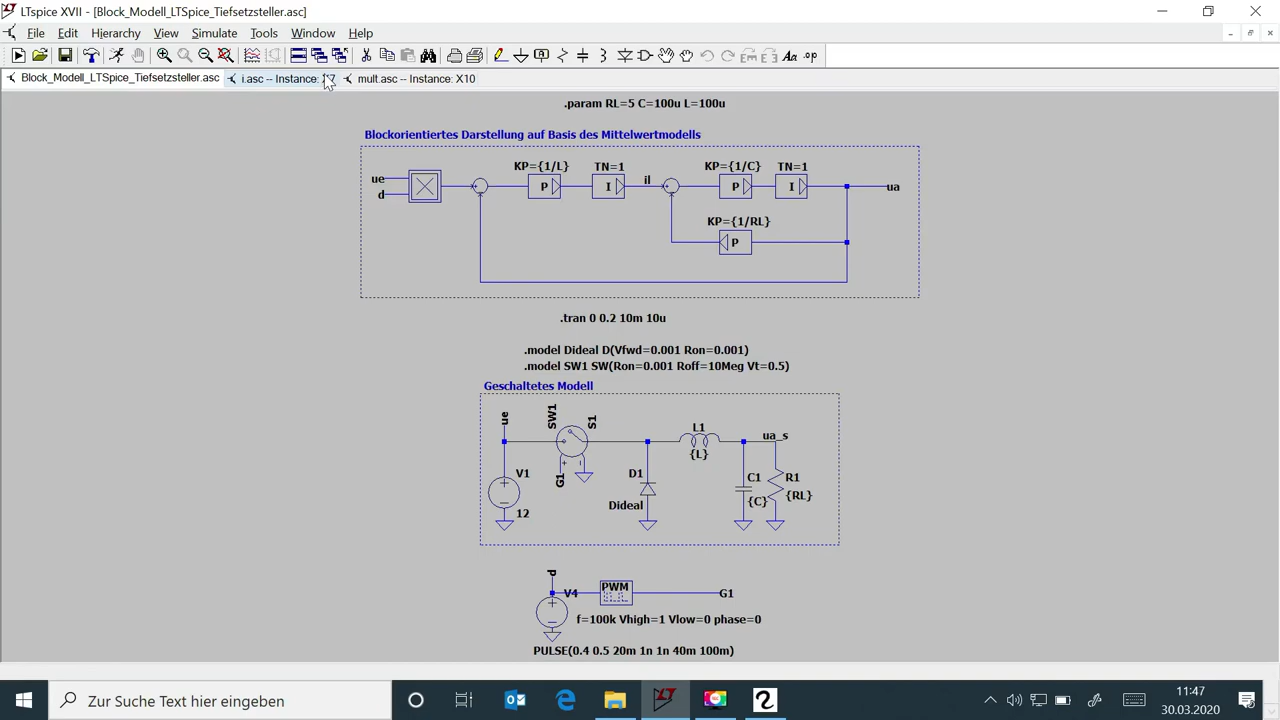 LTspice XVII - [Block_Modell_LTSpice_Tiefsetzsteller.asc]
File Edit Hierarchy View Simulate Tools Window Help
Block_Modell_LTSpice_Tiefsetzsteller.asc i.asc -- Instance: mult.asc -- Instance: X10
.param RL=5 C=100u L=100u
Blockorientiertes Darstellung auf Basis des Mittelwertmodells
KP={1/L} TN=1 KP={1/C} TN=1
ue d P I il P I ua
KP={1/RL}
P
.tran 0 0.2 10m 10u
.model Dideal D(Vfwd=0.001 Ron=0.001)
.model SW1 SW(Ron=0.001 Roff=10Meg Vt=0.5)
Geschaltetes Modell
ue SW1 S1 L1 ua_s
{L}
V1 G1 D1 C1 R1
Dideal {C} {RL}
12
d
V4 PWM G1
f=100k Vhigh=1 Vlow=0 phase=0
PULSE(0.4 0.5 20m 1n 1n 40m 100m)
Zur Suche Text hier eingeben
11:47
30.03.2020